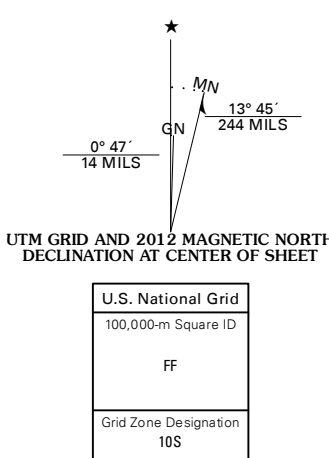 MN
GN
13° 45´
244 MILS
0° 47´
14 MILS
UTM GRID AND 2012 MAGNETIC NORTH
DECLINATION AT CENTER OF SHEET
U.S. National Grid
100,000-m Square ID
FF
Grid Zone Designation
10S